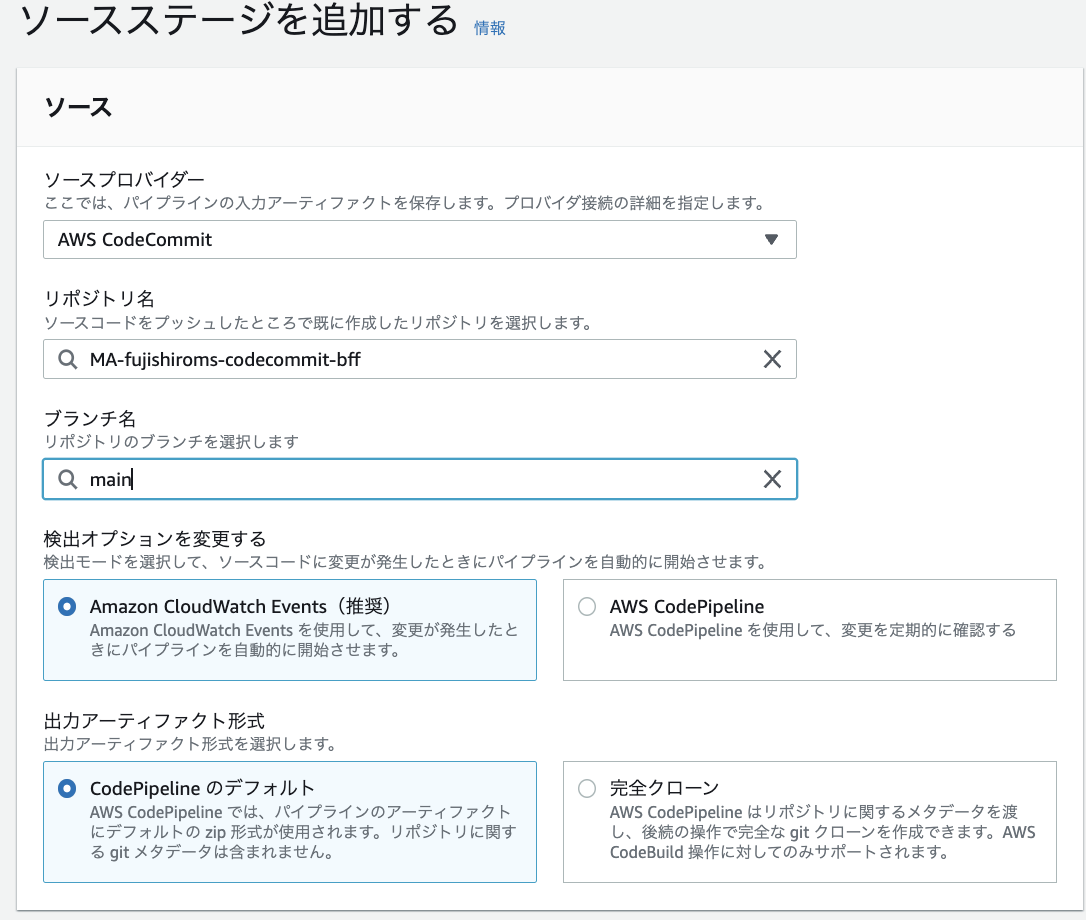 ソースステージを追加する 情報
ソース
ソースプロバイダー
ここでは、パイプラインの入力アーティファクトを保存します。プロバイダ接続の詳細を指定します。
AWS CodeCommit
リポジトリ名
ソースコードをプッシュしたところで既に作成したリポジトリを選択します。
MA-fujishiroms-codecommit-bff
ブランチ名
リポジトリのブランチを選択します
main
検出オプションを変更する
検出モードを選択して、ソースコードに変更が発生したときにパイプラインを自動的に開始させます。
Amazon CloudWatch Events（推奨）
Amazon CloudWatch Events を使用して、変更が発生したと
きにパイプラインを自動的に開始させます。
AWS CodePipeline
AWS CodePipeline を使用して、変更を定期的に確認する
出力アーティファクト形式
出力アーティファクト形式を選択します。
CodePipeline のデフォルト
AWS CodePipeline では、パイプラインのアーティファクト
にデフォルトの zip 形式が使用されます。リポジトリに関す
る git メタデータは含まれません。
完全クローン
AWS CodePipeline はリポジトリに関するメタデータを渡
し、後続の操作で完全な git クローンを作成できます。AWS
CodeBuild 操作に対してのみサポートされます。